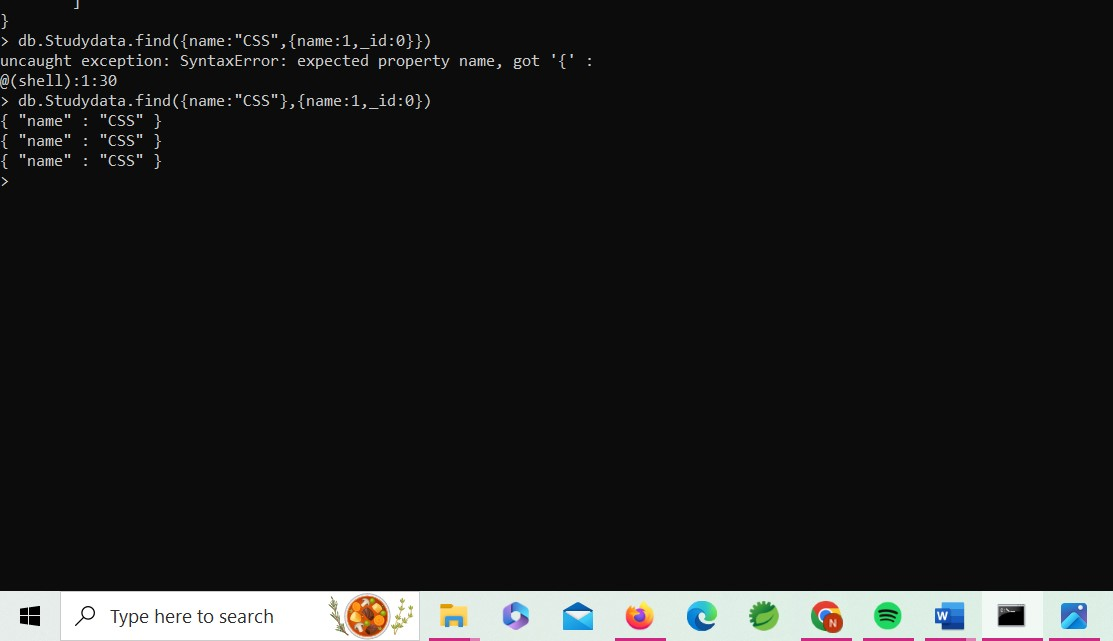 ]
}
> db.Studydata.find({name:"CSS",{name:1,_id:0}})
uncaught exception: SyntaxError: expected property name, got '{' :
@(shell):1:30
> db.Studydata.find({name:"CSS"},{name:1,_id:0})
{ "name" : "CSS" }
{ "name" : "CSS" }
{ "name" : "CSS" }
>
Type here to search
N
W